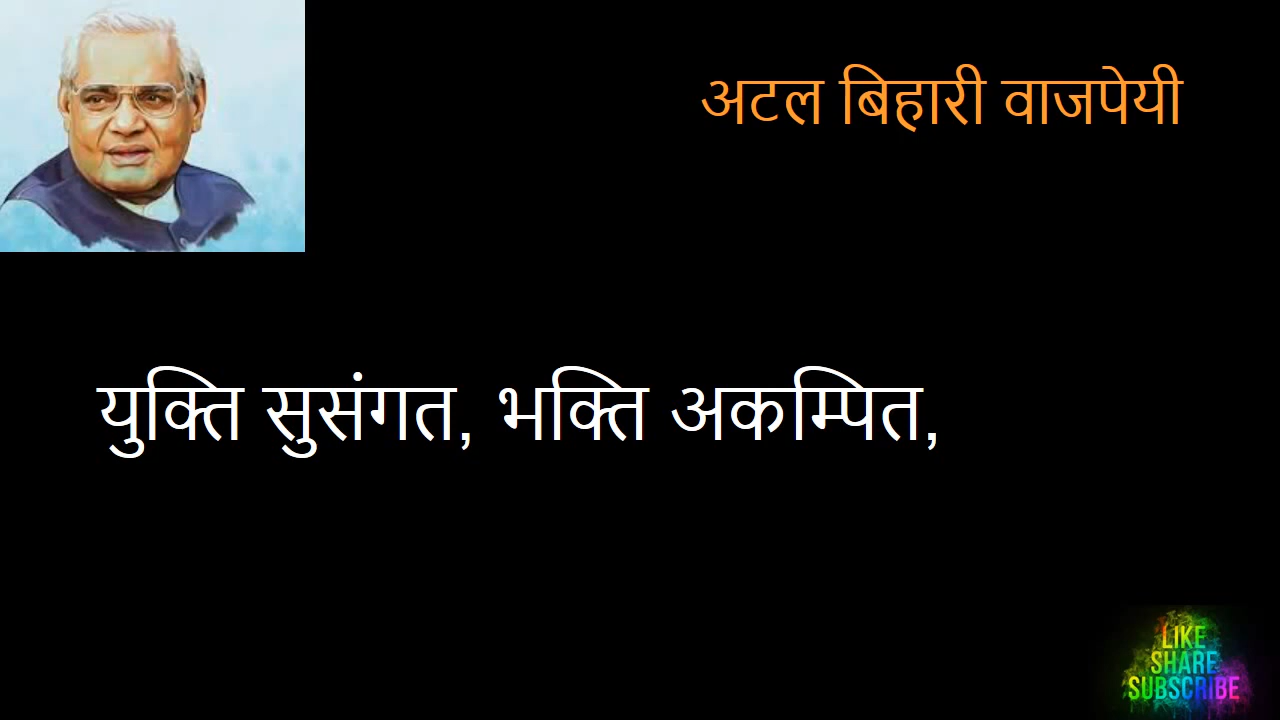 अटल बिहारी वाजपेयी
युक्ति सुसंगत, भक्ति अकम्पित,
LIKE
SHARE
SUBSCRIBE